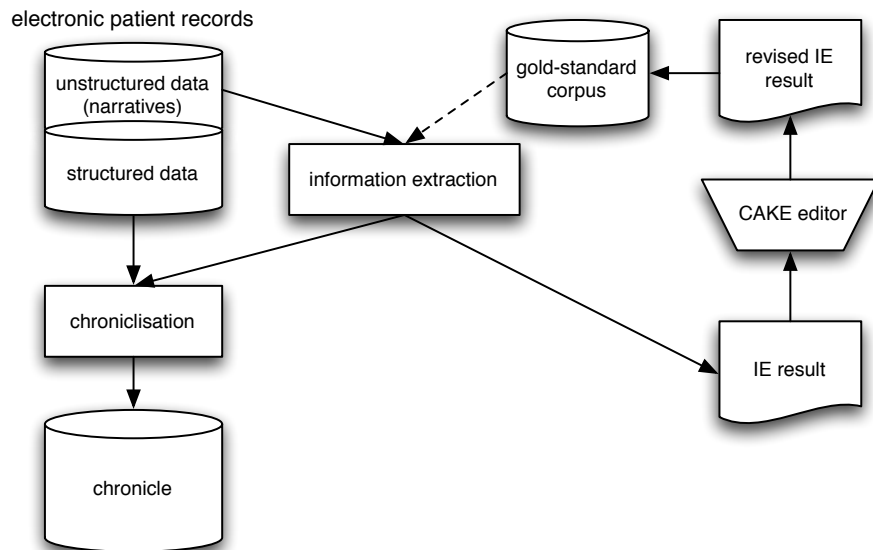 electronic patient records
unstructured data
(narratives)
structured data
gold-standard
corpus
revised IE
result
information extraction
CAKE editor
chroniclisation
IE result
chronicle